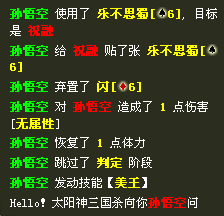 孙悟空 使用了 乐不思蜀[♠6], 目标
是 祝融
孙悟空 给 祝融 贴了张 乐不思蜀[♠
6]
孙悟空 弃置了 闪[♦6]
孙悟空 对 祝融 造成了 1 点伤害
[无属性]
孙悟空 恢复了 1 点体力
孙悟空 跳过了 判定 阶段
孙悟空 发动技能【美王】
Hello! 太阳神三国杀向你孙悟空问